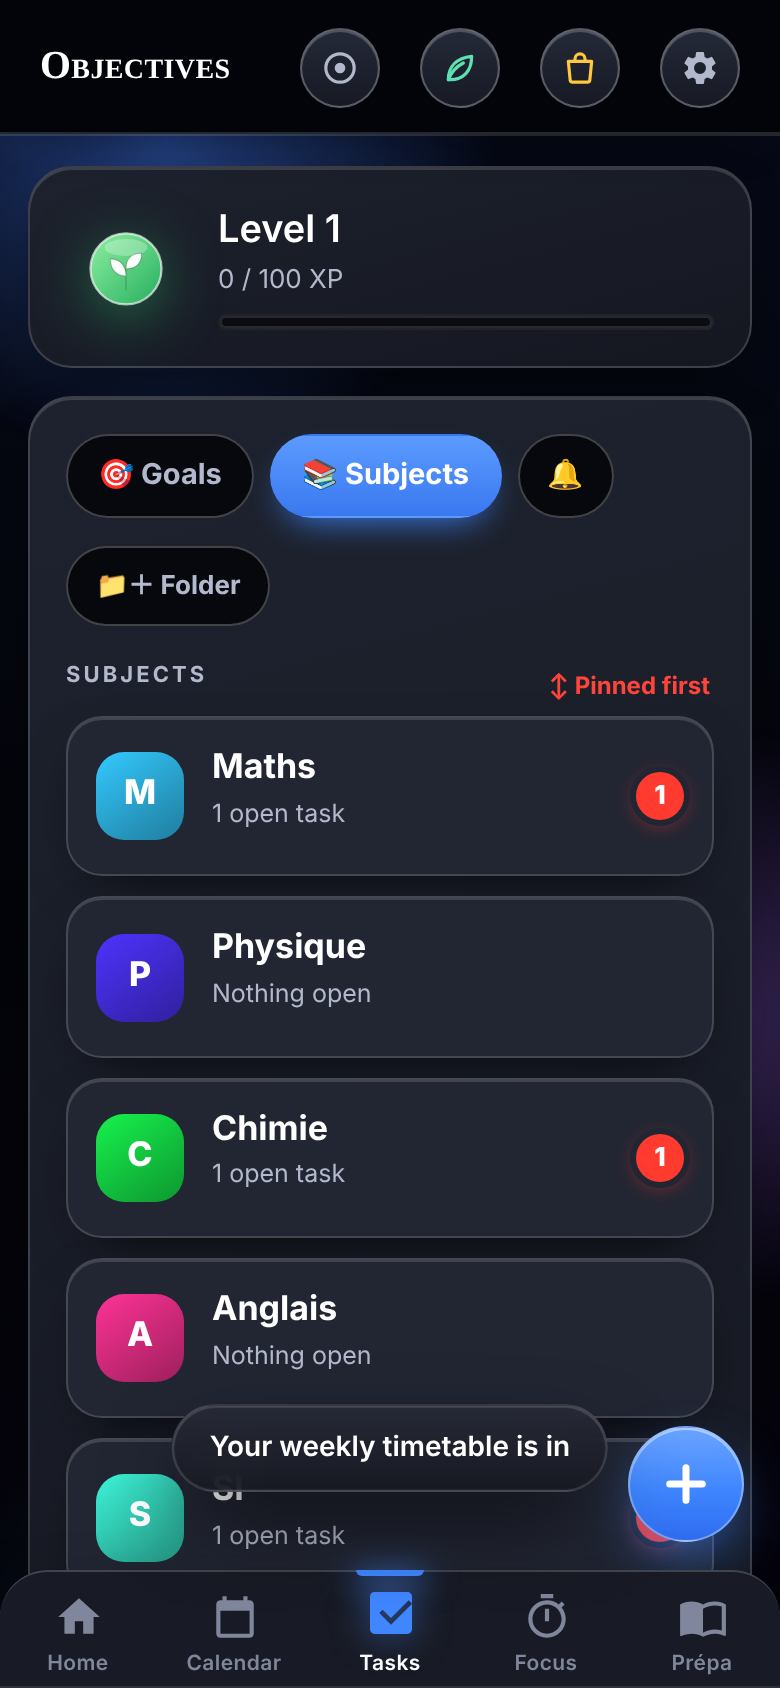 Objectives
Level 1
0 / 100 XP
🎯 Goals
📚 Subjects
🔔
📁+ Folder
SUBJECTS
↕ Pinned first
M
Maths
1 open task
1
P
Physique
Nothing open
C
Chimie
1 open task
1
A
Anglais
Nothing open
Your weekly timetable is in
S
SI
1 open task
Home
Calendar
Tasks
Focus
Prépa